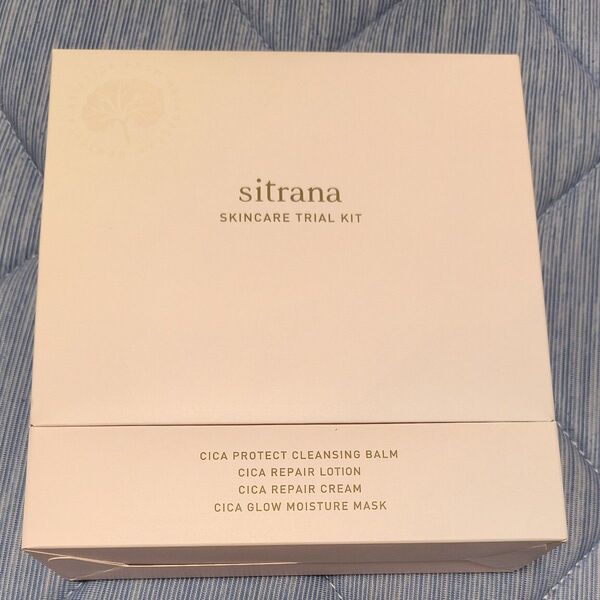 sitrana
SKINCARE TRIAL KIT
CICA PROTECT CLEANSING BALM
CICA REPAIR LOTION
CICA REPAIR CREAM
CICA GLOW MOISTURE MASK